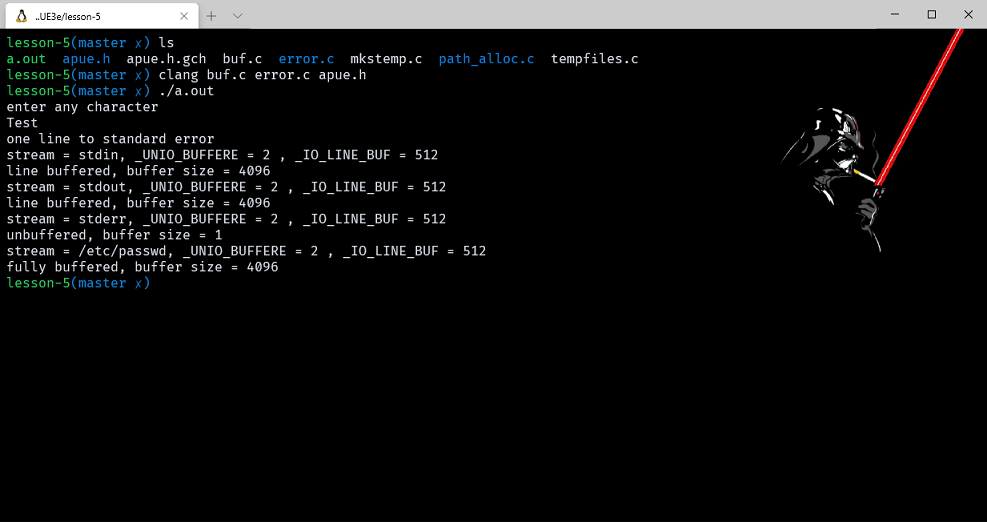 ..UE3e/lesson-5
lesson-5(master x) ls
a.out apue.h apue.h.gch buf.c error.c mkstemp.c path_alloc.c tempfiles.c
lesson-5(master x) clang buf.c error.c apue.h
lesson-5(master x) ./a.out
enter any character
Test
one line to standard error
stream = stdin, _UNIO_BUFFERE = 2 , _IO_LINE_BUF = 512
line buffered, buffer size = 4096
stream = stdout, _UNIO_BUFFERE = 2 , _IO_LINE_BUF = 512
line buffered, buffer size = 4096
stream = stderr, _UNIO_BUFFERE = 2 , _IO_LINE_BUF = 512
unbuffered, buffer size = 1
stream = /etc/passwd, _UNIO_BUFFERE = 2 , _IO_LINE_BUF = 512
fully buffered, buffer size = 4096
lesson-5(master x)